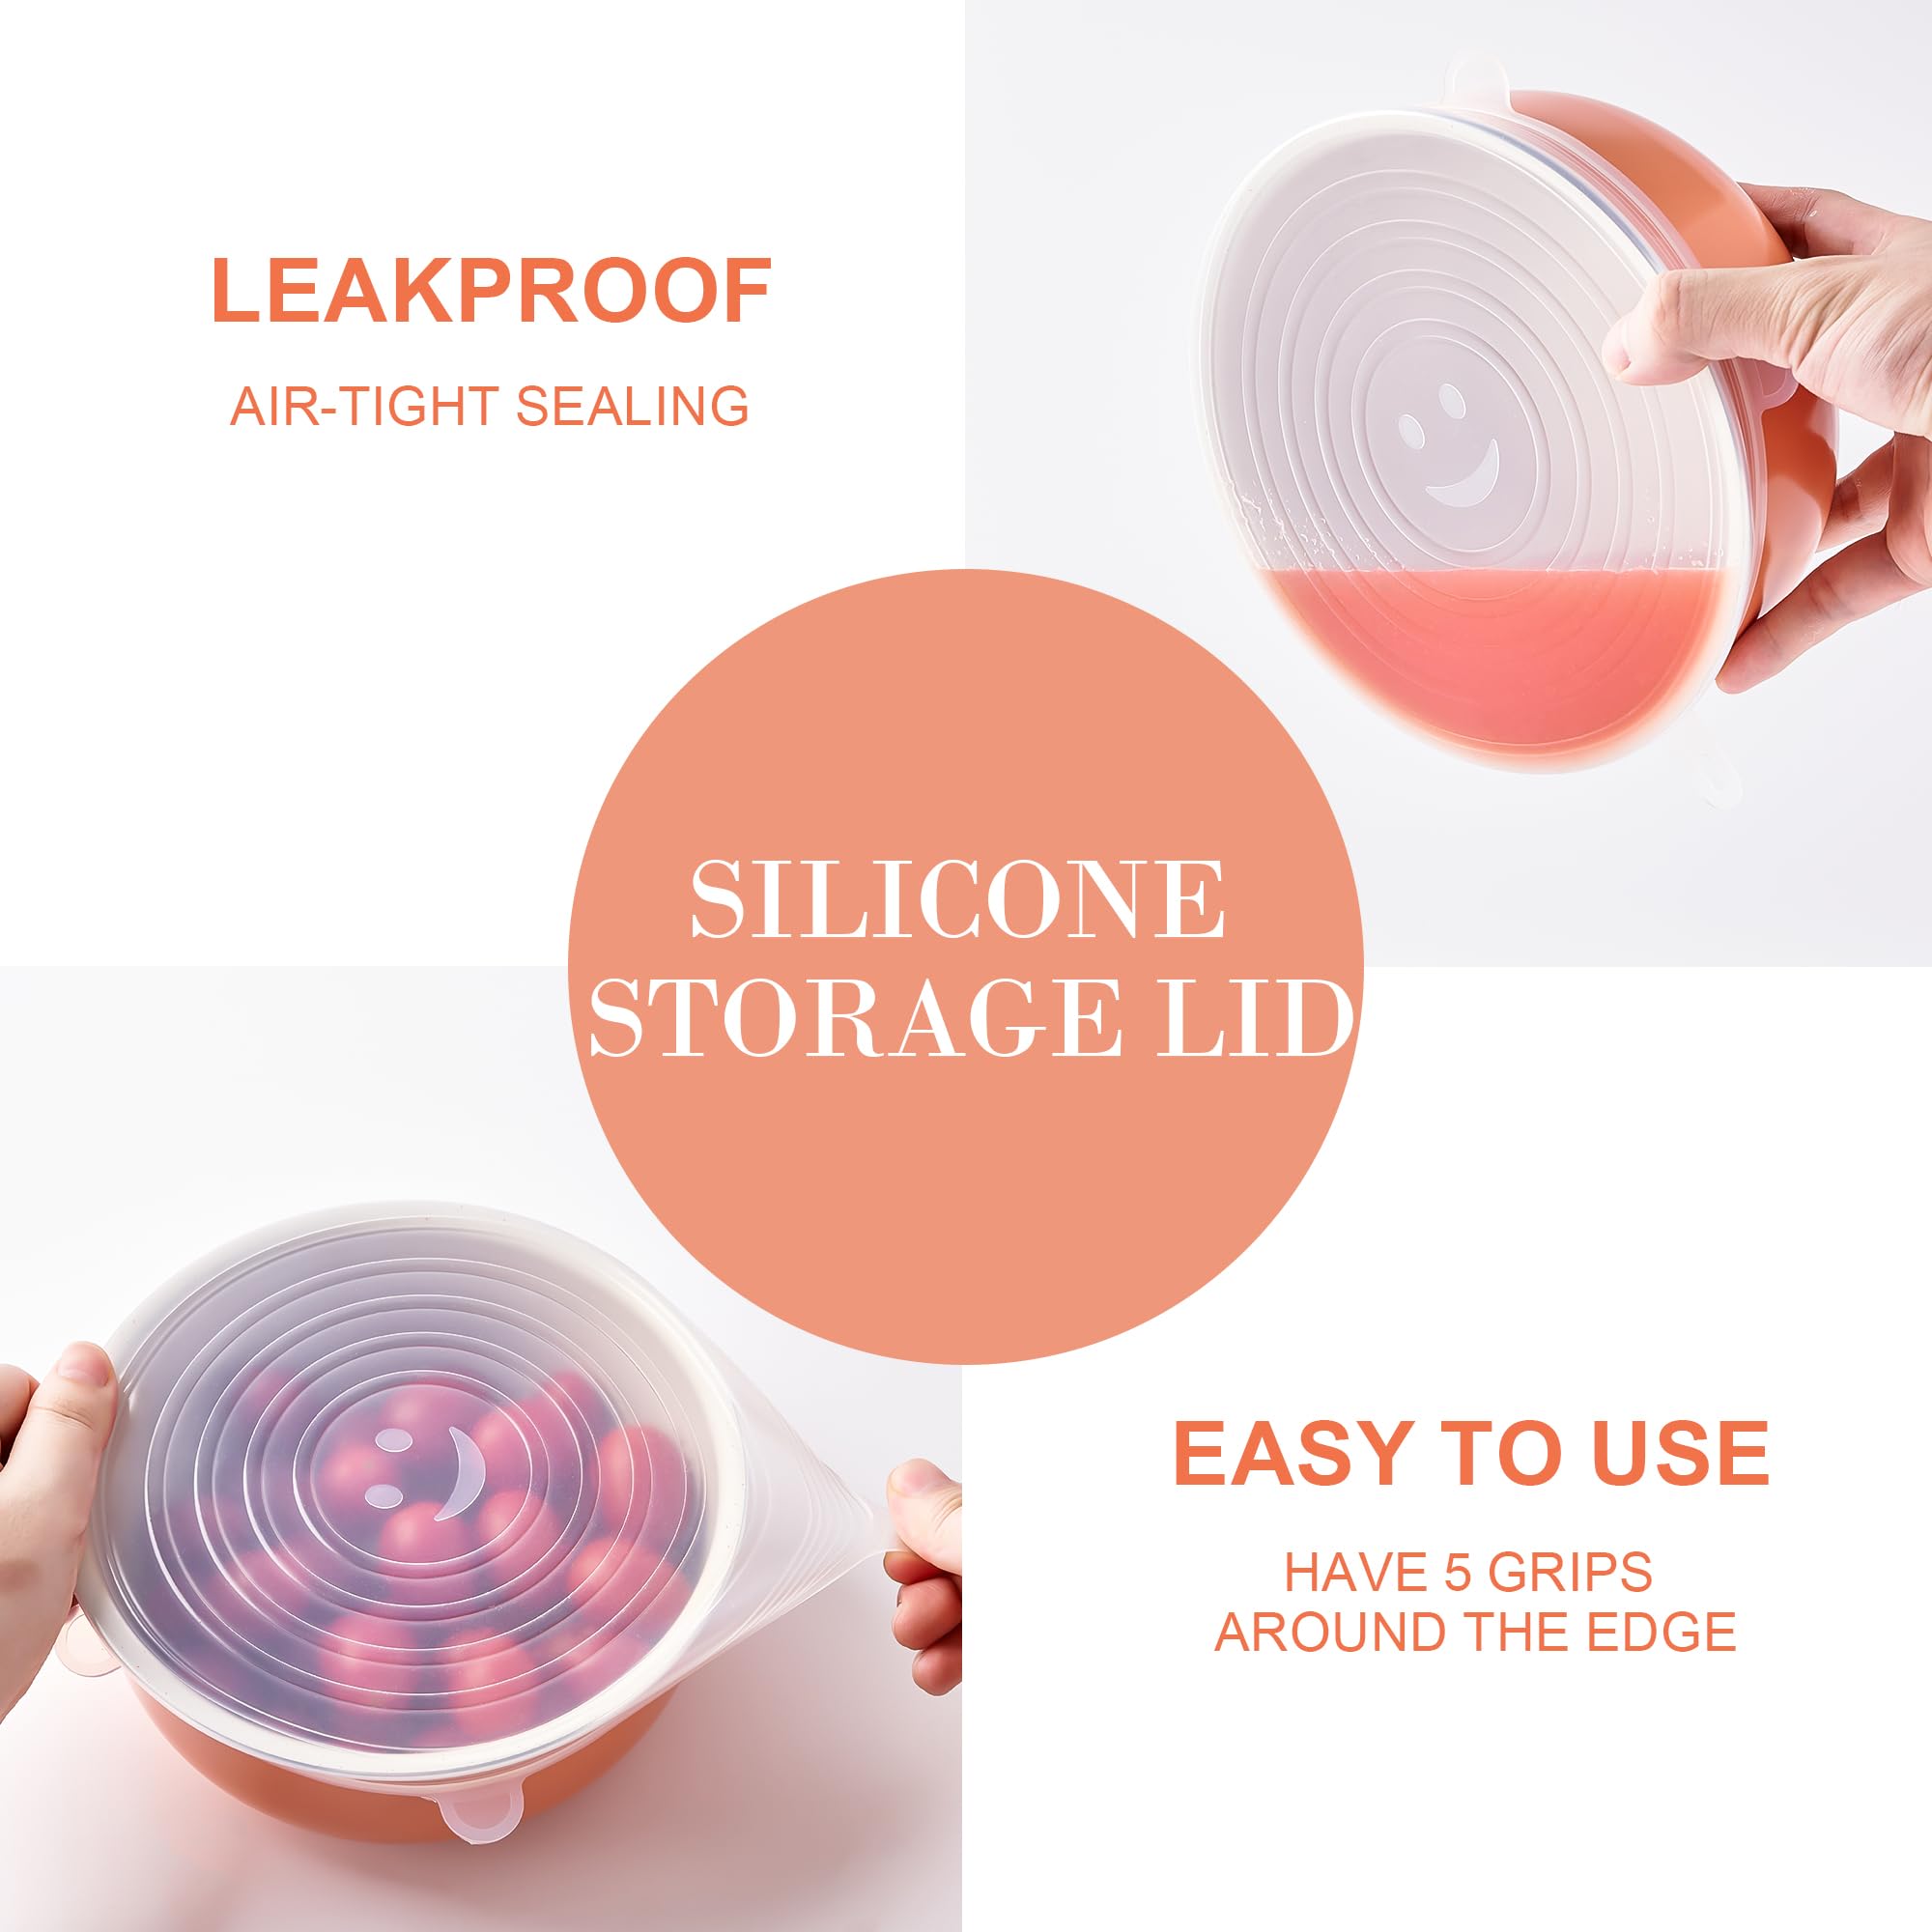 LEAKPROOF
AIR-TIGHT SEALING
SILICONE
STORAGE LID
EASY TO USE
HAVE 5 GRIPS
AROUND THE EDGE